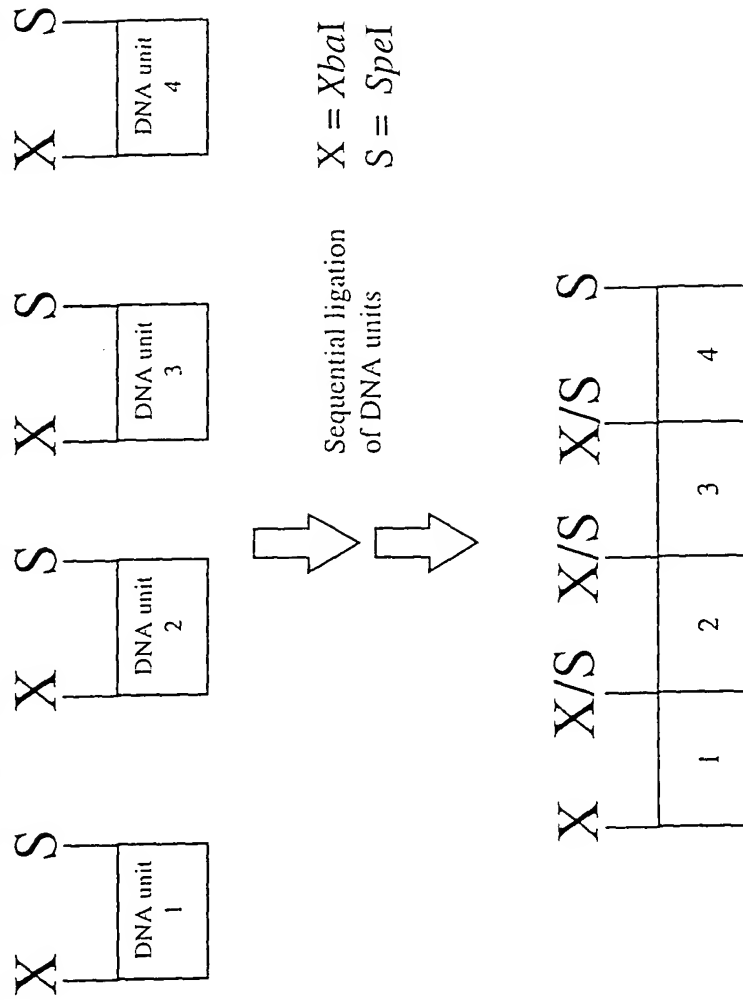 X S X S X S X S
DNA unit DNA unit DNA unit DNA unit
1 2 3 4
Sequential ligation
of DNA units
X = XbaI
S = SpeI
X X/S X/S X/S S
1 2 3 4